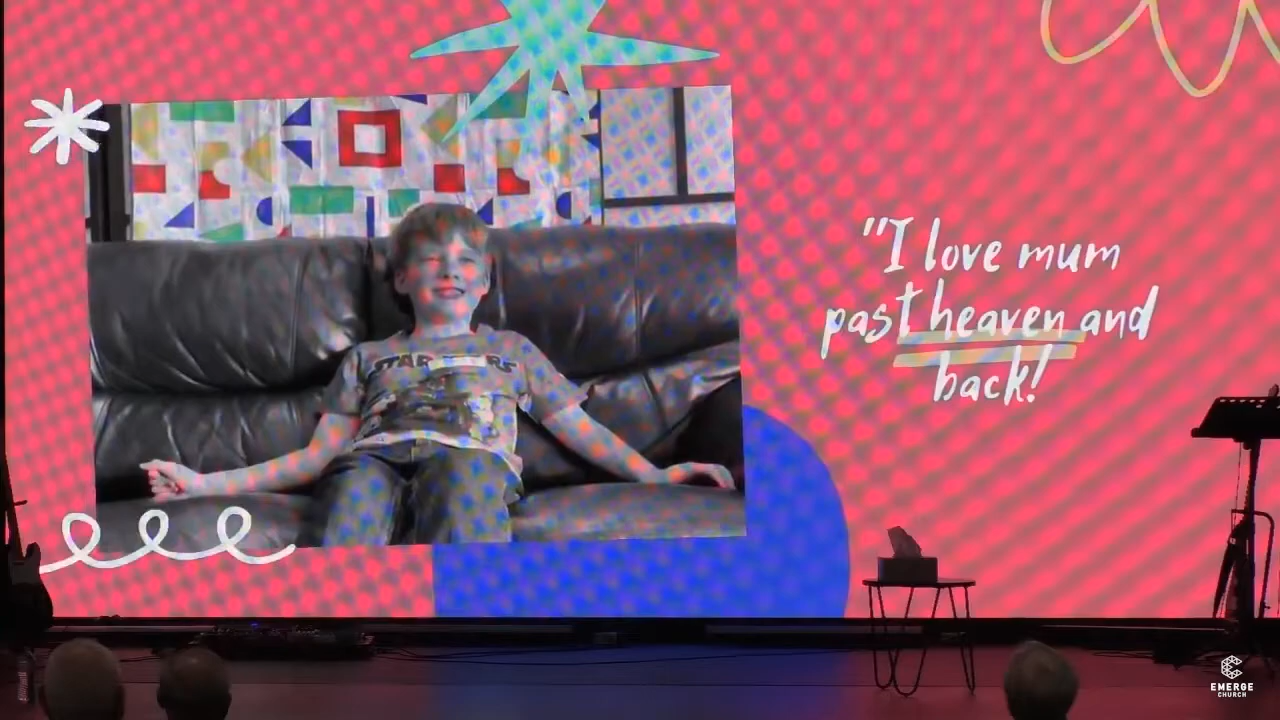 "I love mum
past heaven and
back!
STAR WARS
EMERGE
CHURCH